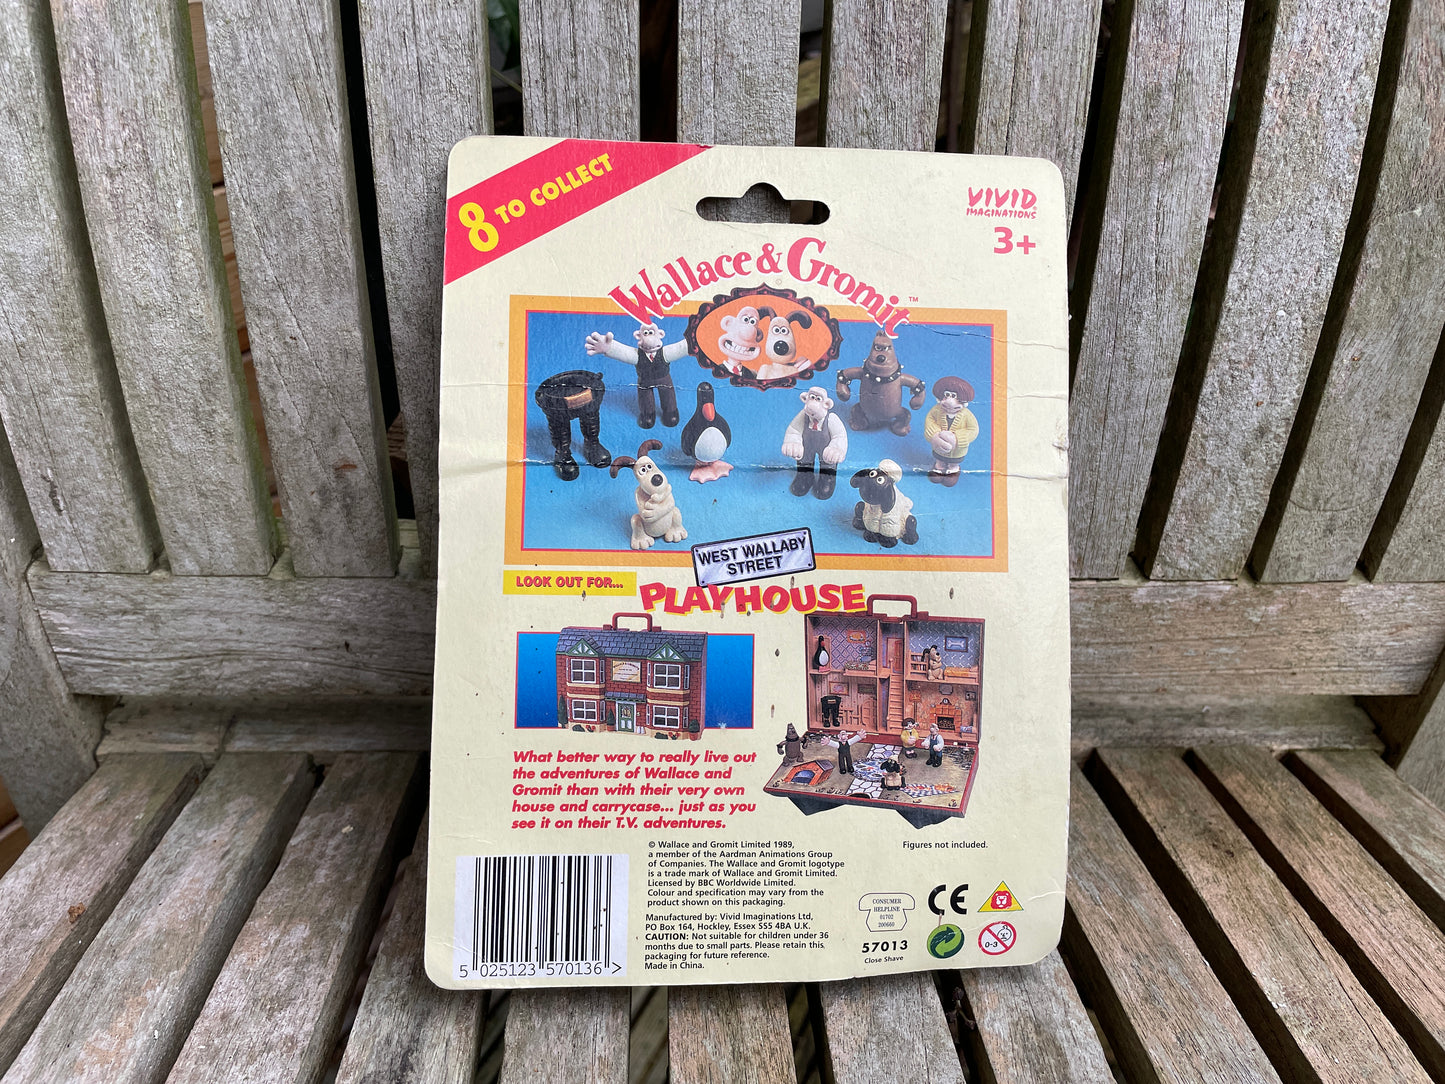 8 TO COLLECT
VIVID
IMAGINATIONS
3+
Wallace & Gromit™
WEST WALLABY
STREET
LOOK OUT FOR...
PLAYHOUSE
What better way to really live out
the adventures of Wallace and
Gromit than with their very own
house and carrycase... just as you
see it on their T.V. adventures.
© Wallace and Gromit Limited 1989,
a member of the Aardman Animations Group
of Companies. The Wallace and Gromit logotype
is a trade mark of Wallace and Gromit Limited.
Licensed by BBC Worldwide Limited.
Colour and specification may vary from the
product shown on this packaging.
Figures not included.
Manufactured by: Vivid Imaginations Ltd,
PO Box 164, Hockley, Essex SS5 4BA U.K.
CAUTION: Not suitable for children under 36
months due to small parts. Please retain this
packaging for future reference.
Made in China.
CONSUMER
HELPLINE
01702
200660
CE
57013
Close Shave
0-3
5 025123 570136 >